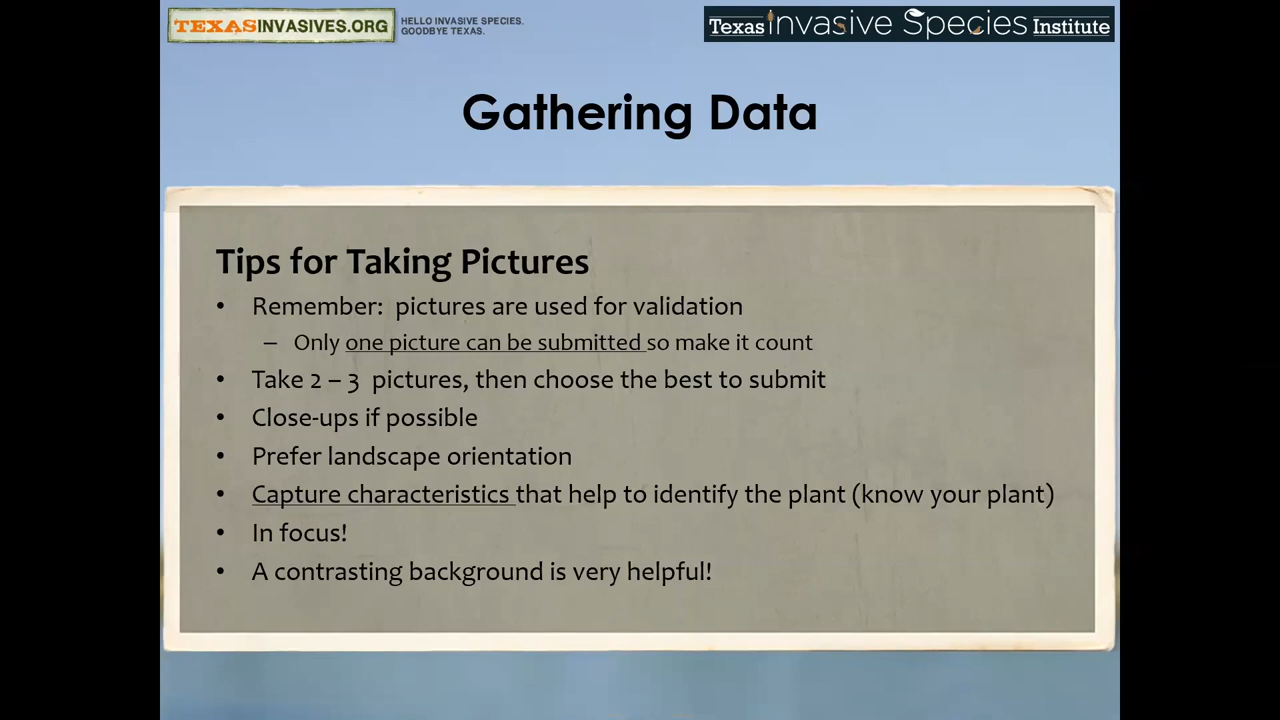 TEXASINVASIVES.ORG
HELLO INVASIVE SPECIES.
GOODBYE TEXAS.
Texas Invasive Species Institute
Gathering Data
Tips for Taking Pictures
• Remember: pictures are used for validation
– Only one picture can be submitted so make it count
• Take 2 – 3 pictures, then choose the best to submit
• Close-ups if possible
• Prefer landscape orientation
• Capture characteristics that help to identify the plant (know your plant)
• In focus!
• A contrasting background is very helpful!